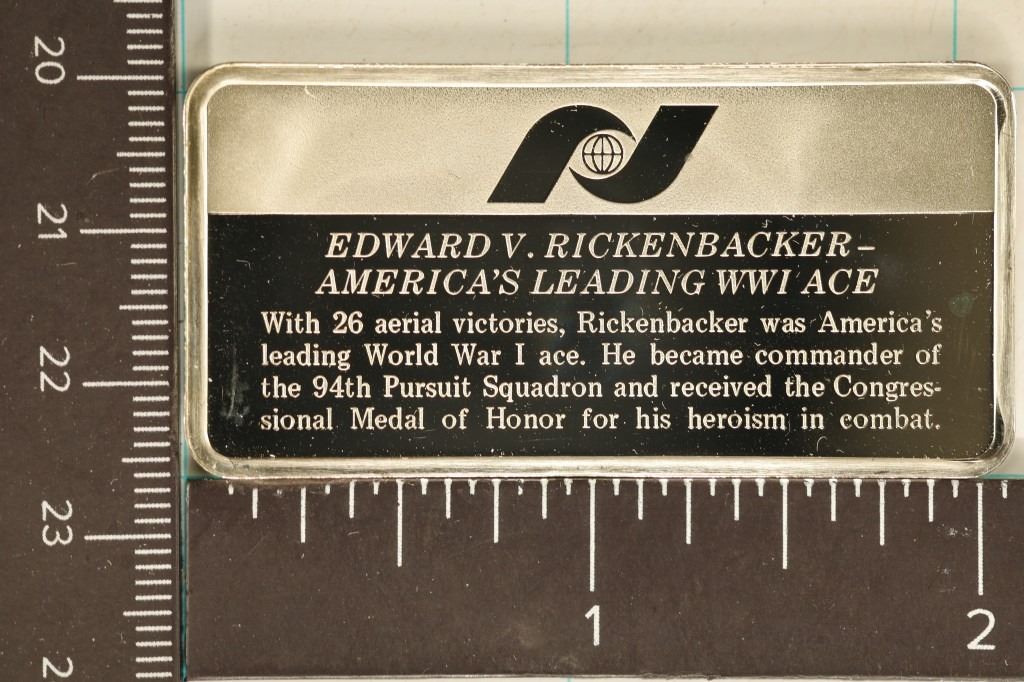 EDWARD V. RICKENBACKER-
AMERICA'S LEADING WWI ACE
With 26 aerial victories, Rickenbacker was America's
leading World War I ace. He became commander of
the 94th Pursuit Squadron and received the Congres-
sional Medal of Honor for his heroism in combat.
20
21
22
23
2
1
2